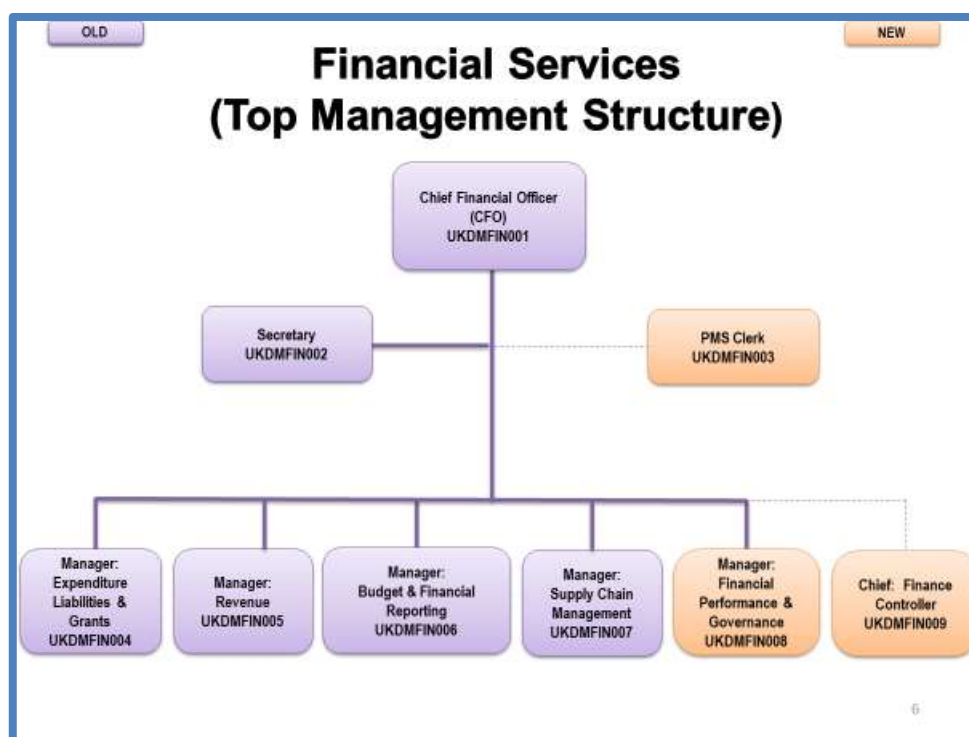 OLD
NEW
Financial Services
(Top Management Structure)
Chief Financial Officer
(CFO)
UKDMFIN001
Secretary
UKDMFIN002
PMS Clerk
UKDMFIN003
Manager:
Expenditure
Liabilities &
Grants
UKDMFIN004
Manager:
Revenue
UKDMFIN005
Manager:
Budget & Financial
Reporting
UKDMFIN006
Manager:
Supply Chain
Management
UKDMFIN007
Manager:
Financial
Performance &
Governance
UKDMFIN008
Chief: Finance
Controller
UKDMFIN009
6